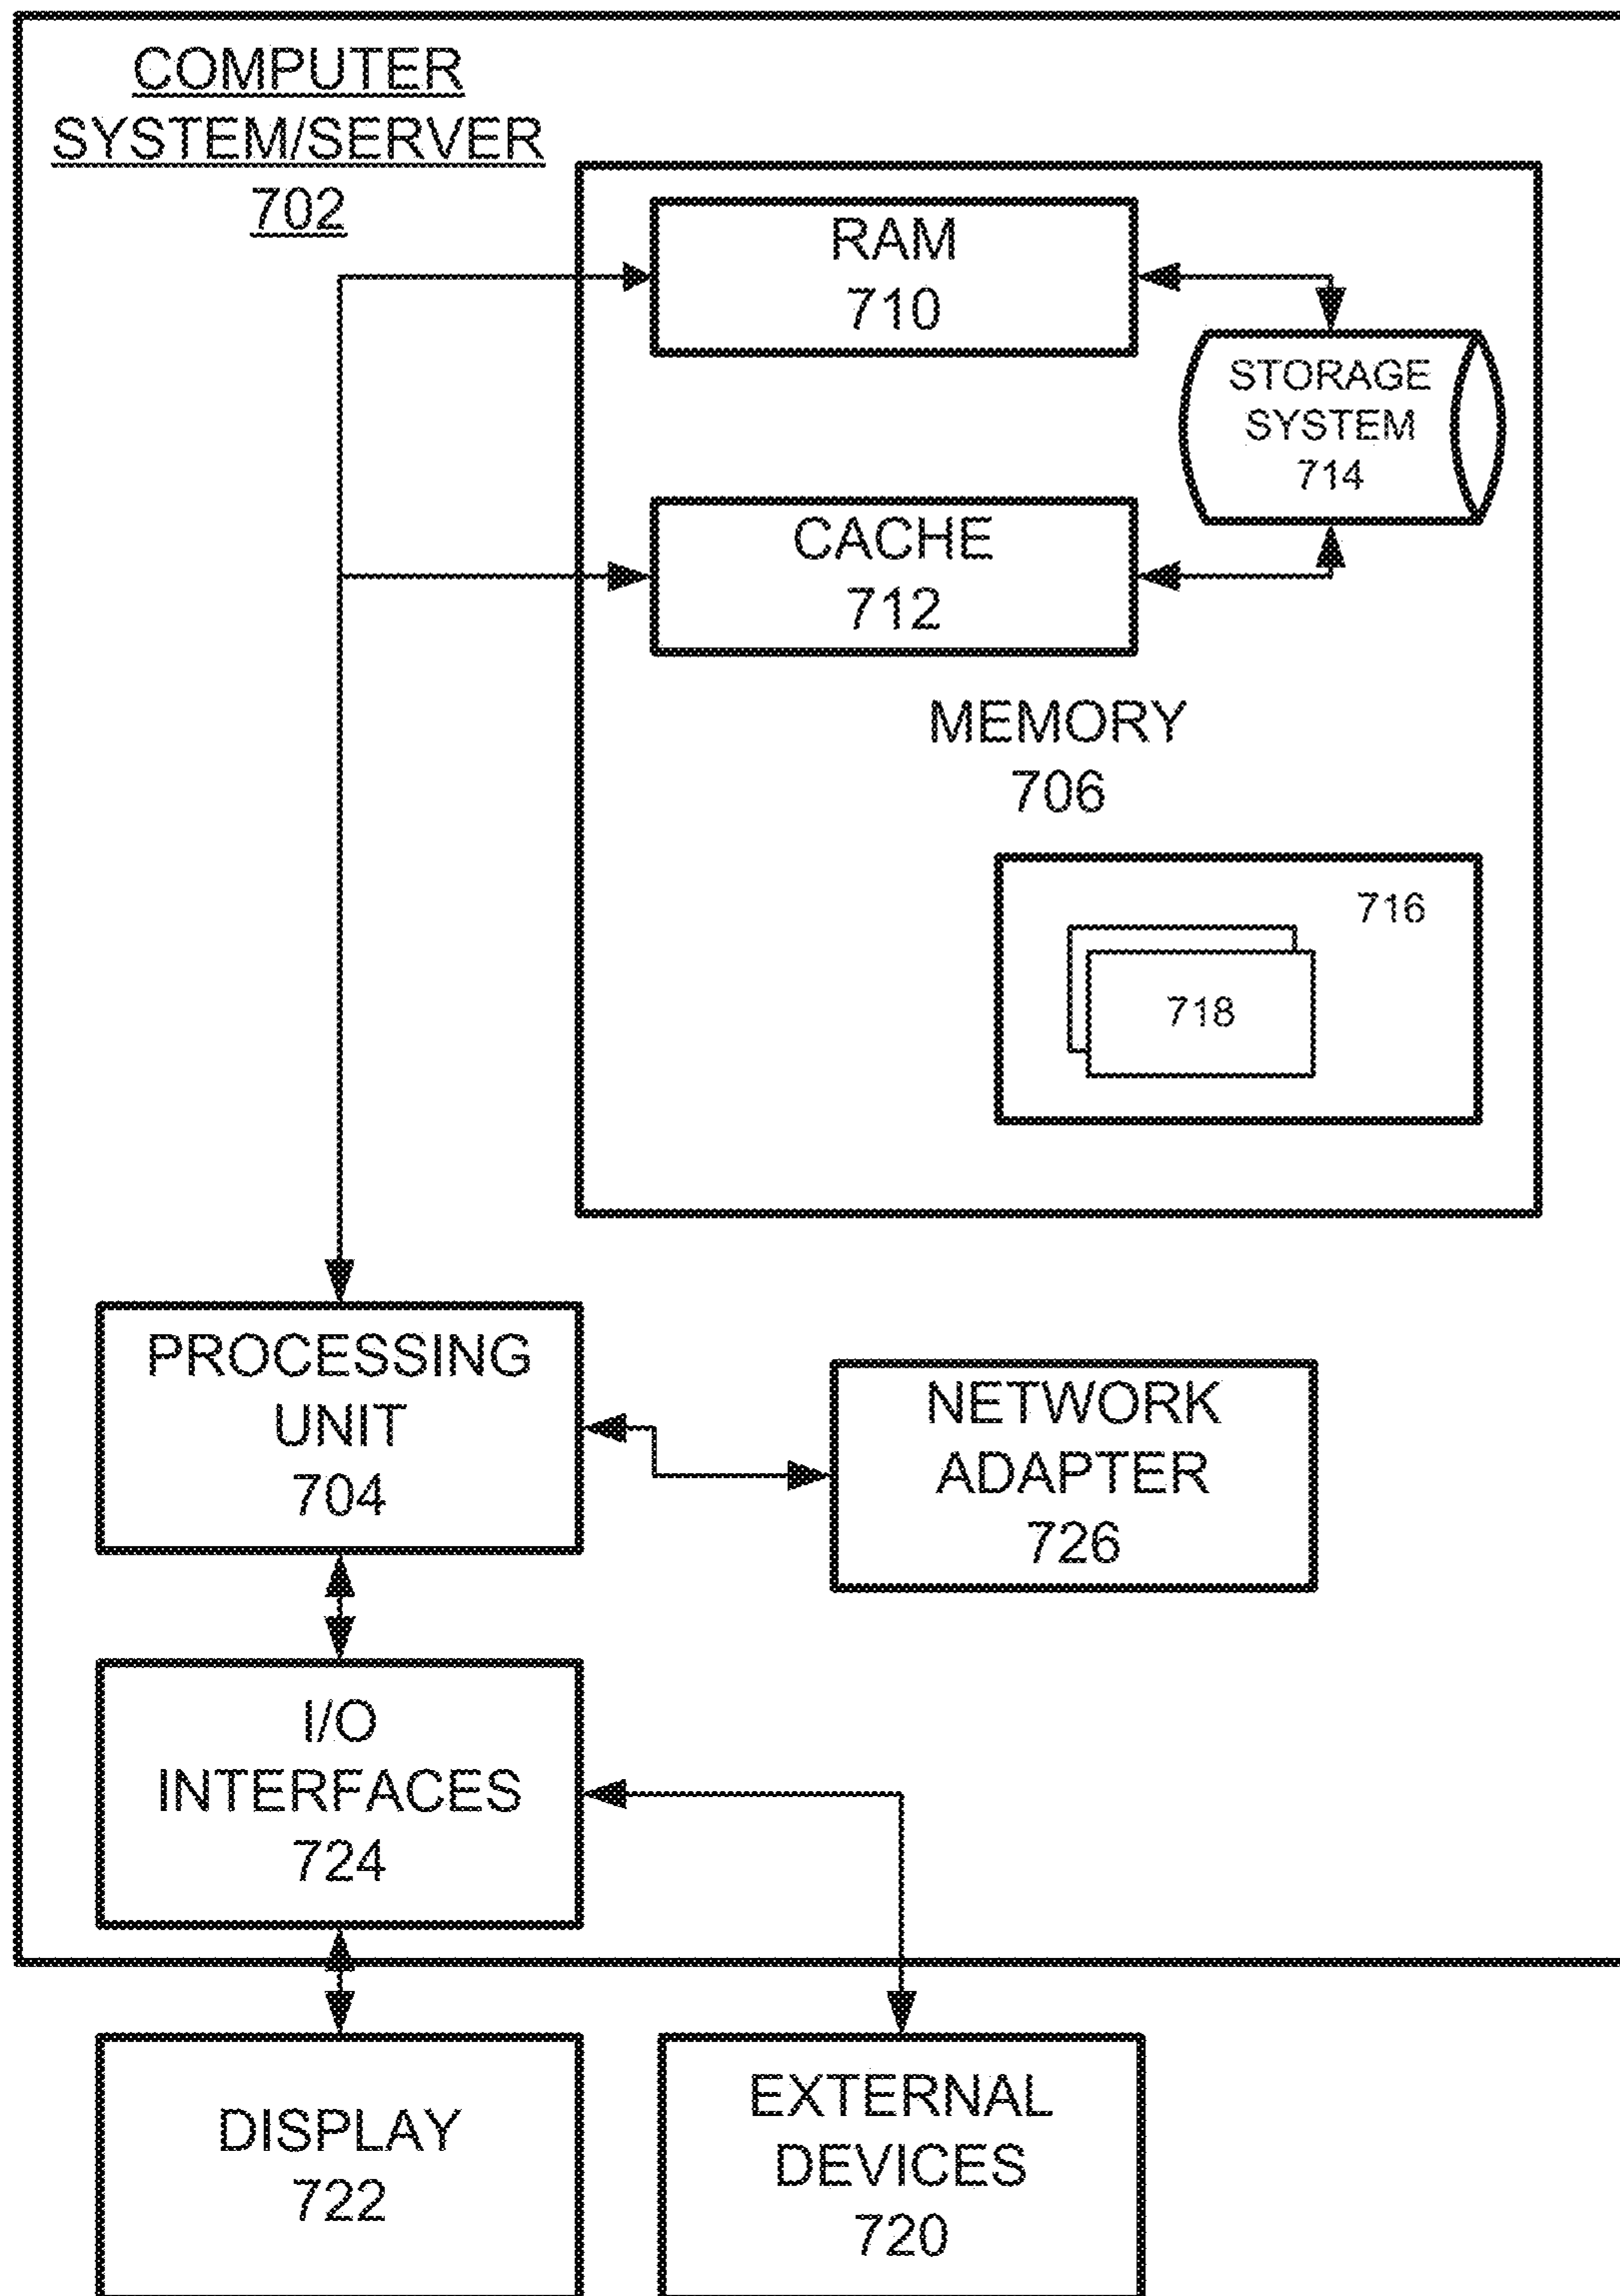 COMPUTER
SYSTEM/SERVER
702
RAM
710
STORAGE
SYSTEM
714
CACHE
712
MEMORY
706
716
718
PROCESSING
UNIT
704
NETWORK
ADAPTER
726
I/O
INTERFACES
724
DISPLAY
722
EXTERNAL
DEVICES
720